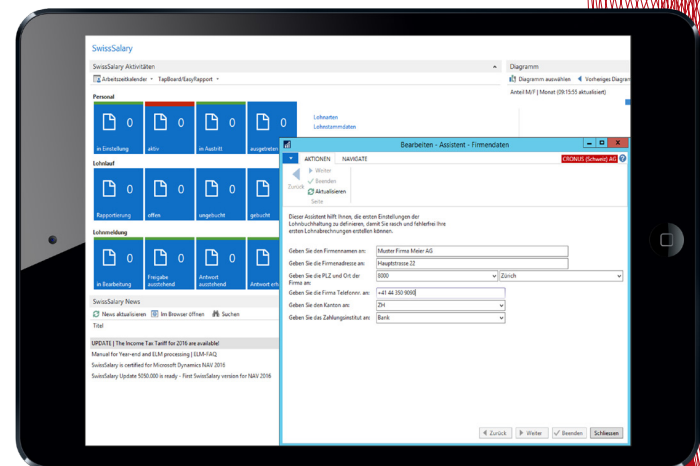 SwissSalary
SwissSalary Aktivitäten
Arbeitszeitkalender
TapBoard/EasyRapport
Personal
0
0
0
0
in Einstellung
aktiv
in Austritt
ausgetreten
Lohnarten
Lohnstammdaten
Lohnlauf
0
0
0
Rapportierung
offen
ungebucht
gebucht
Lohnmeldung
0
0
0
in Bearbeitung
Freigabe ausstehend
Antwort ausstehend
Antwort erh
SwissSalary News
News aktualisieren
Im Browser öffnen
Suchen
Titel
UPDATE | The Income Tax Tariff for 2016 are available!
Manual for Year-end and ELM processing | ELM-FAQ
SwissSalary is certified for Microsoft Dynamics NAV 2016
SwissSalary Update 5050.000 is ready - First SwissSalary version for NAV 2016
Diagramm
Diagramm auswählen
Vorheriges Diagram
Anteil M/F | Monat (09:15:55 aktualisiert)
Bearbeiten - Assistent - Firmendaten
AKTIONEN
NAVIGATE
CRONUS (Schweiz) AG
Zurück
Weiter
Beenden
Aktualisieren
Seite
Dieser Assistent hilft Ihnen, die ersten Einstellungen der
Lohnbuchhaltung zu definieren, damit Sie rasch und fehlerfrei Ihre
ersten Lohnabrechnungen erstellen können.
Geben Sie den Firmennamen an:
Muster Firma Meier AG
Geben Sie die Firmenadresse an:
Hauptstrasse 22
Geben Sie die PLZ und Ort der Firma an:
8000
Zürich
Geben Sie die Firma Telefonnr. an:
+41 44 350 9090
Geben Sie den Kanton an:
ZH
Geben Sie das Zahlungsinstitut an:
Bank
Zurück
Weiter
Beenden
Schliessen